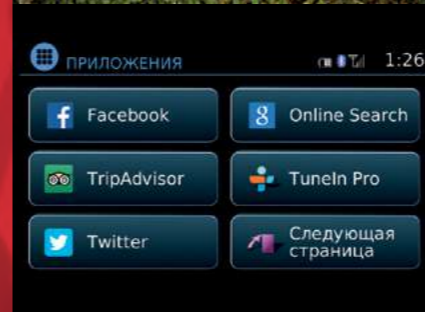 ПРИЛОЖЕНИЯ 1:26
Facebook
Online Search
TripAdvisor
TuneIn Pro
Twitter
Следующая
страница